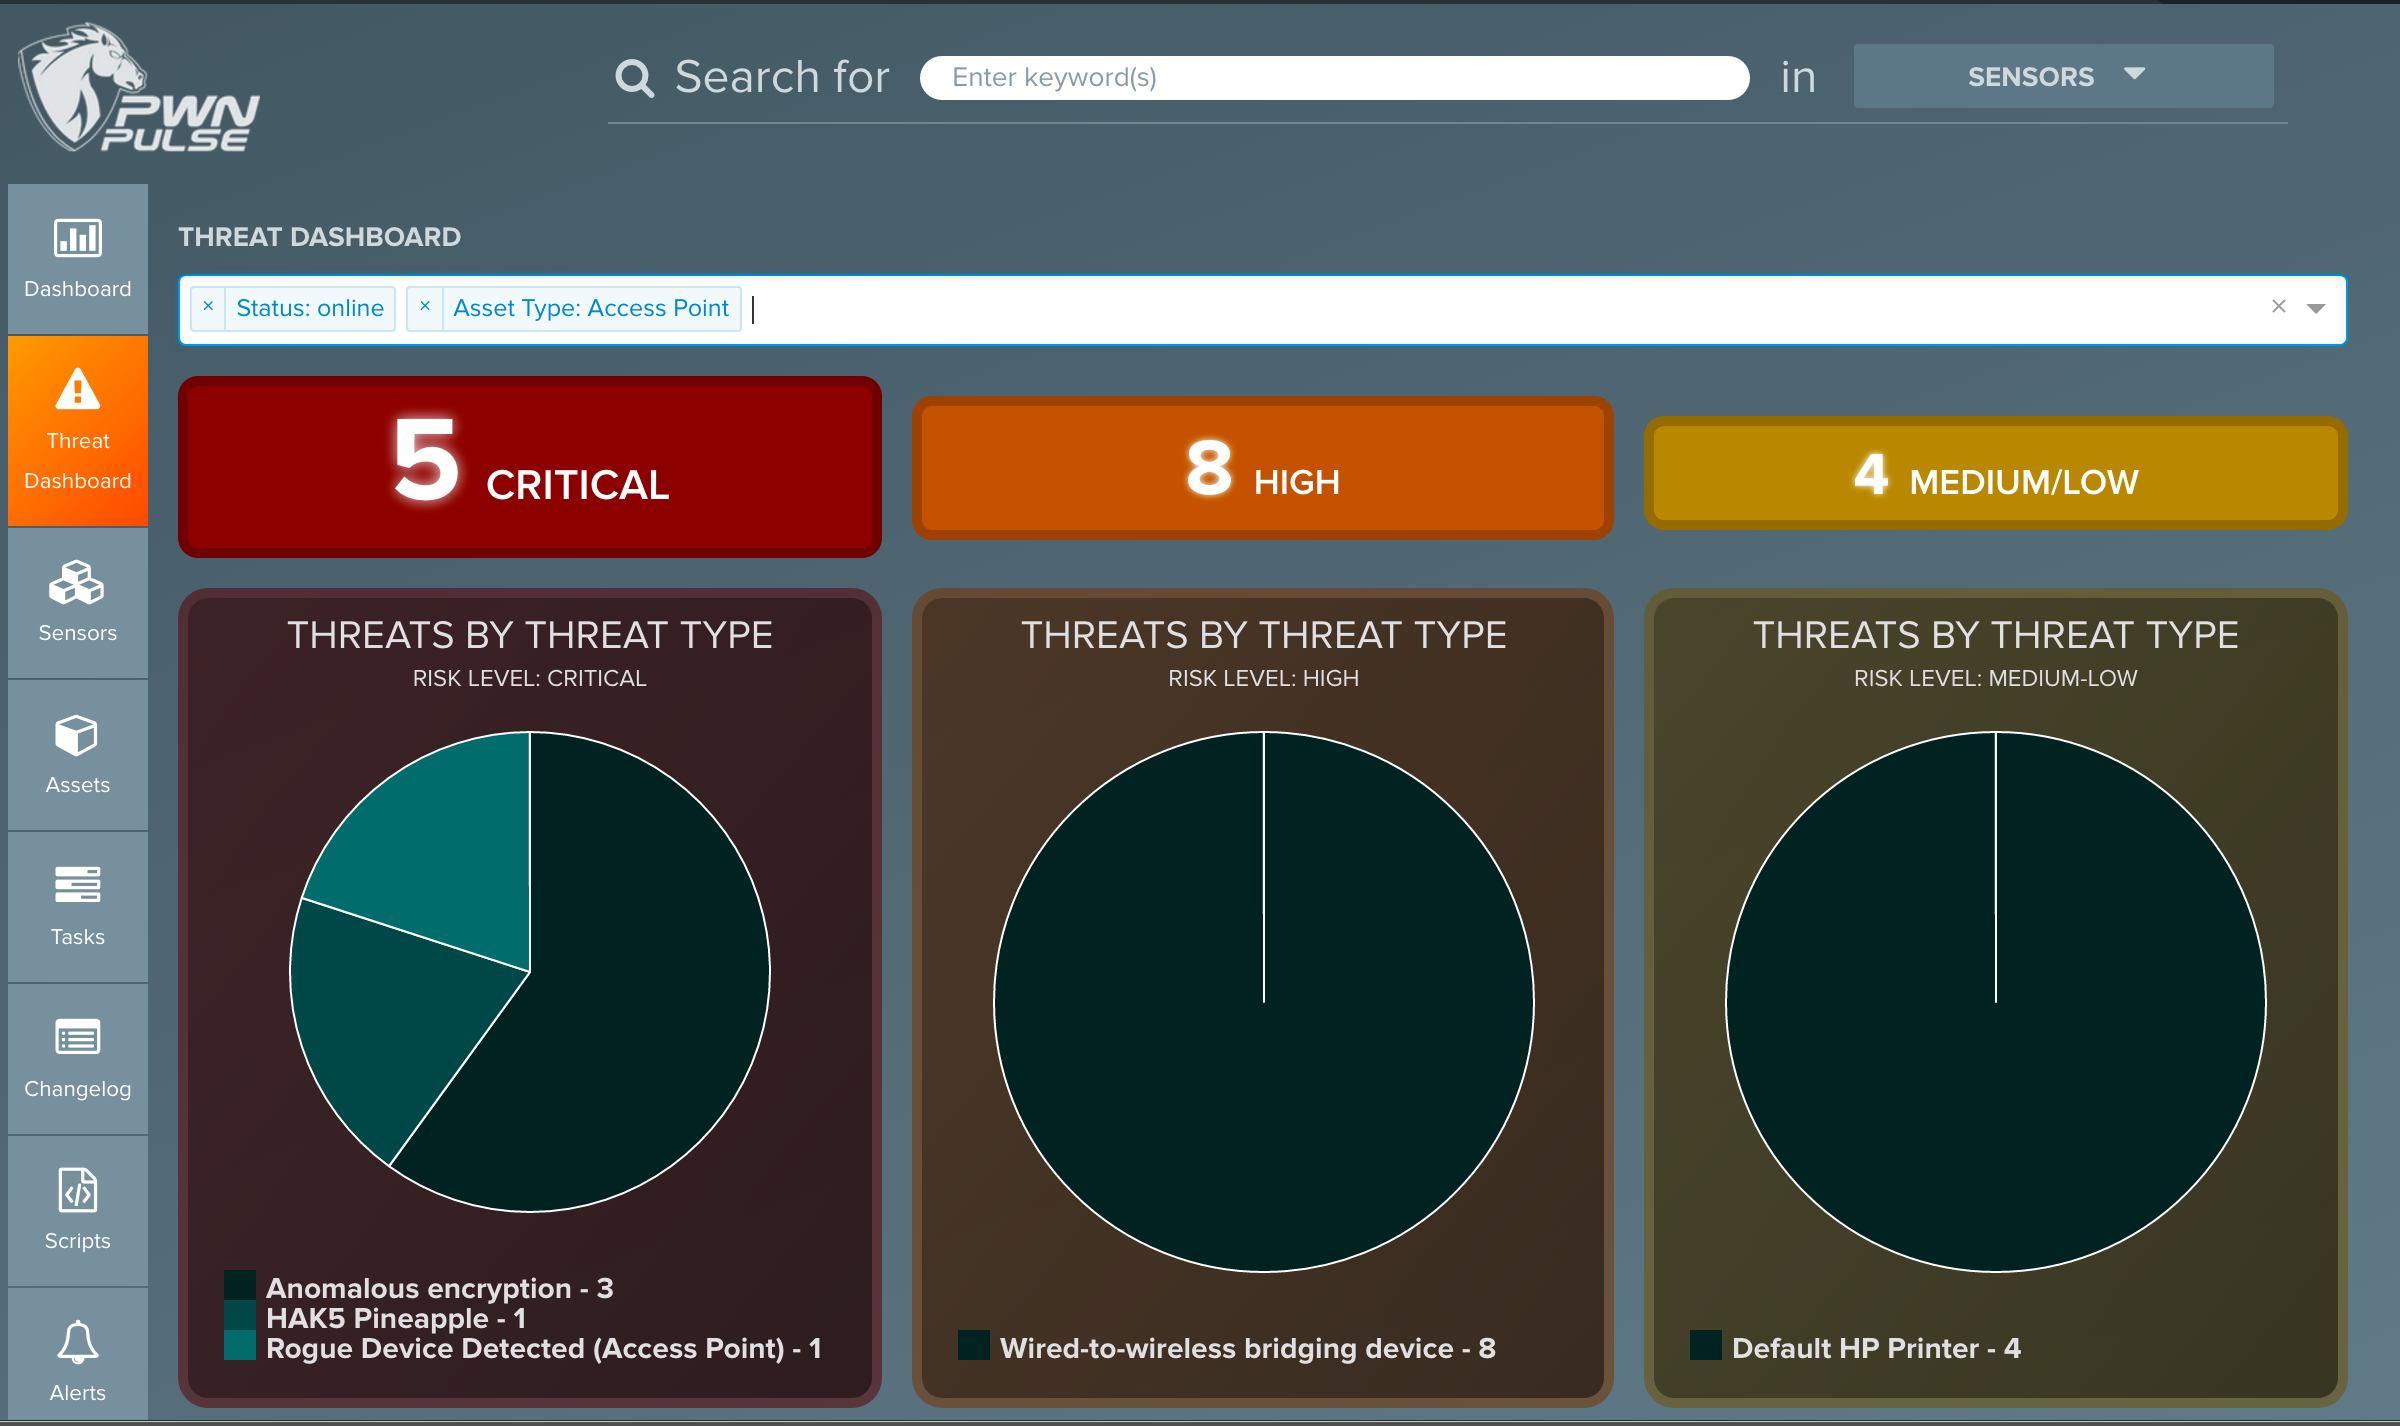 PWN
PULSE
Search for
Enter keyword(s)
in
SENSORS
Dashboard
Threat
Dashboard
Sensors
Assets
Tasks
Changelog
Scripts
Alerts
THREAT DASHBOARD
× Status: online × Asset Type: Access Point ×
5 CRITICAL
8 HIGH
4 MEDIUM/LOW
THREATS BY THREAT TYPE
RISK LEVEL: CRITICAL
Anomalous encryption - 3
HAK5 Pineapple - 1
Rogue Device Detected (Access Point) - 1
THREATS BY THREAT TYPE
RISK LEVEL: HIGH
Wired-to-wireless bridging device - 8
THREATS BY THREAT TYPE
RISK LEVEL: MEDIUM-LOW
Default HP Printer - 4